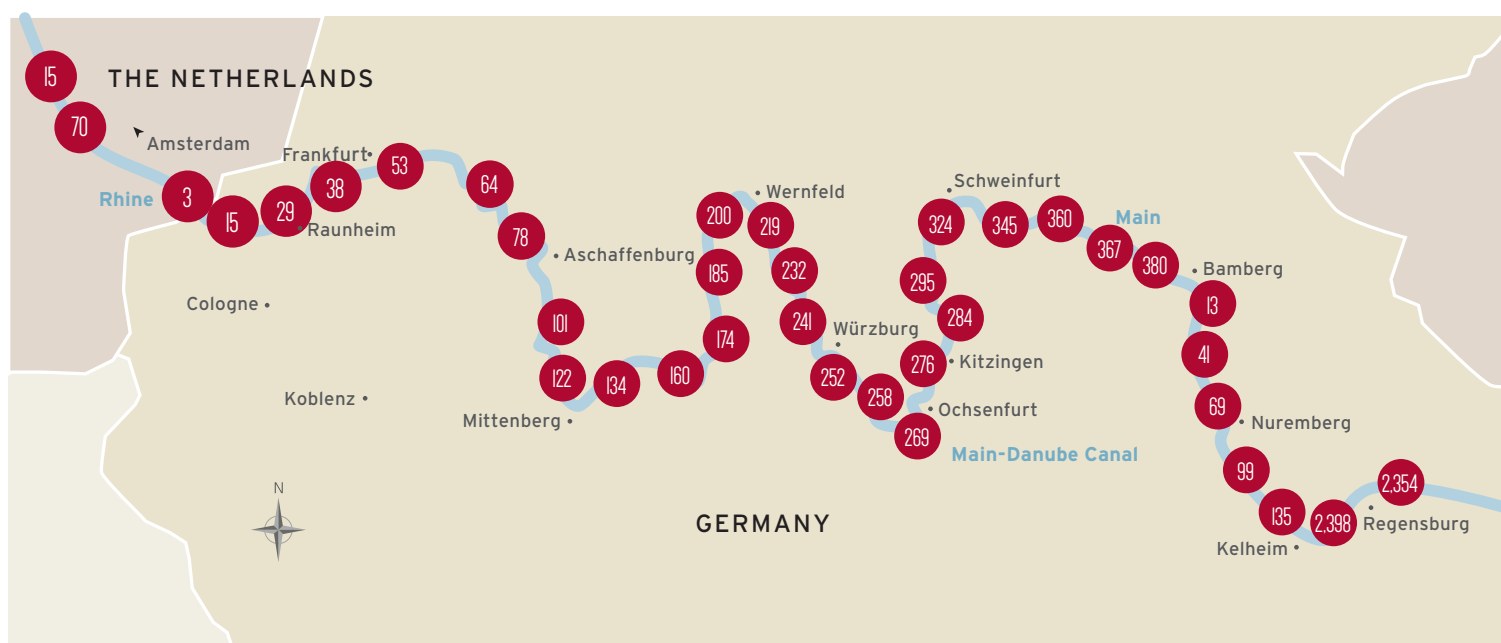 15
THE NETHERLANDS
70
Amsterdam
Rhine
3
15
29
Raunheim
Frankfurt
38
53
64
78
Aschaffenburg
Cologne
Koblenz
101
122
Mittenberg
134
160
174
185
200
Wernfeld
219
232
241
Würzburg
252
258
269
Ochsenfurt
276
Kitzingen
284
295
324
Schweinfurt
345
360
Main
367
380
Bamberg
13
41
69
Nuremberg
99
135
Kelheim
2,398
Regensburg
2,354
Main-Danube Canal
GERMANY
N